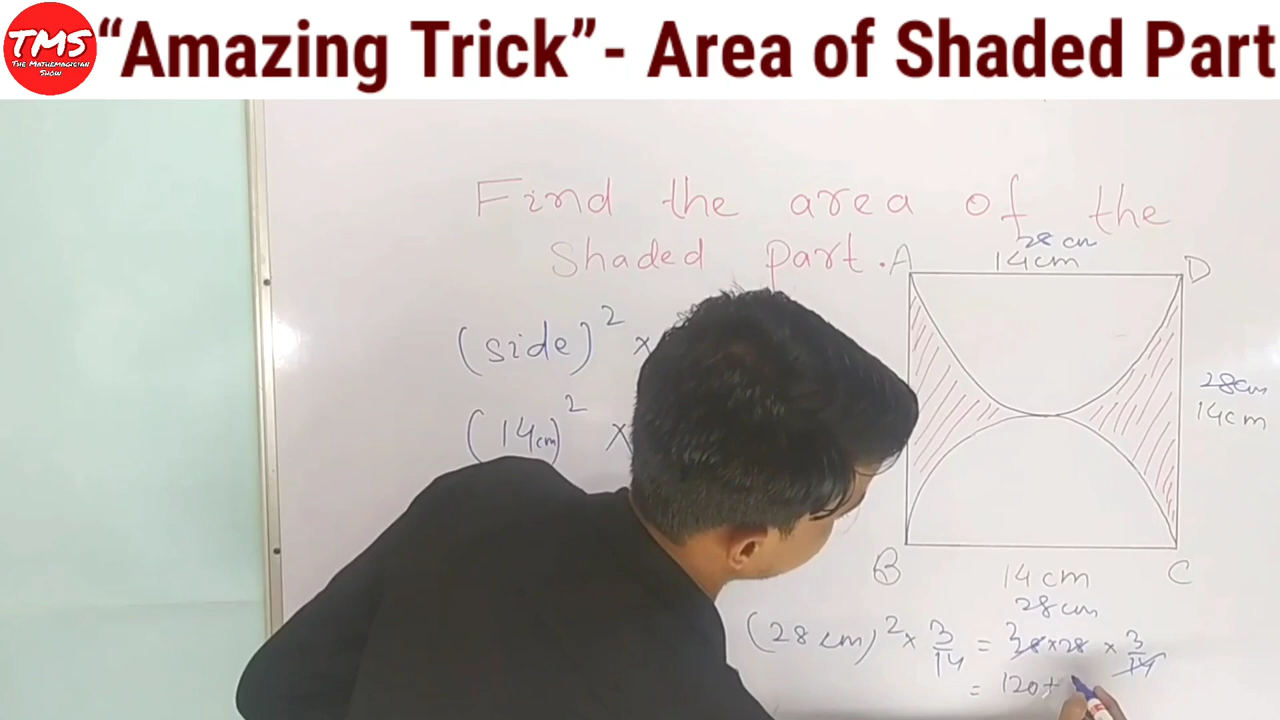 TMS
THE MATHEMAGICIAN
SHOW
“Amazing Trick”- Area of Shaded Part
Find the area of the
Shaded part.
A
28 cm
14cm
D
(side)² ×
28cm
14cm
(14cm)² ×
B
14 cm
28 cm
C
(28 cm)² × 3/14 = 28×28 × 3/14
= 120+